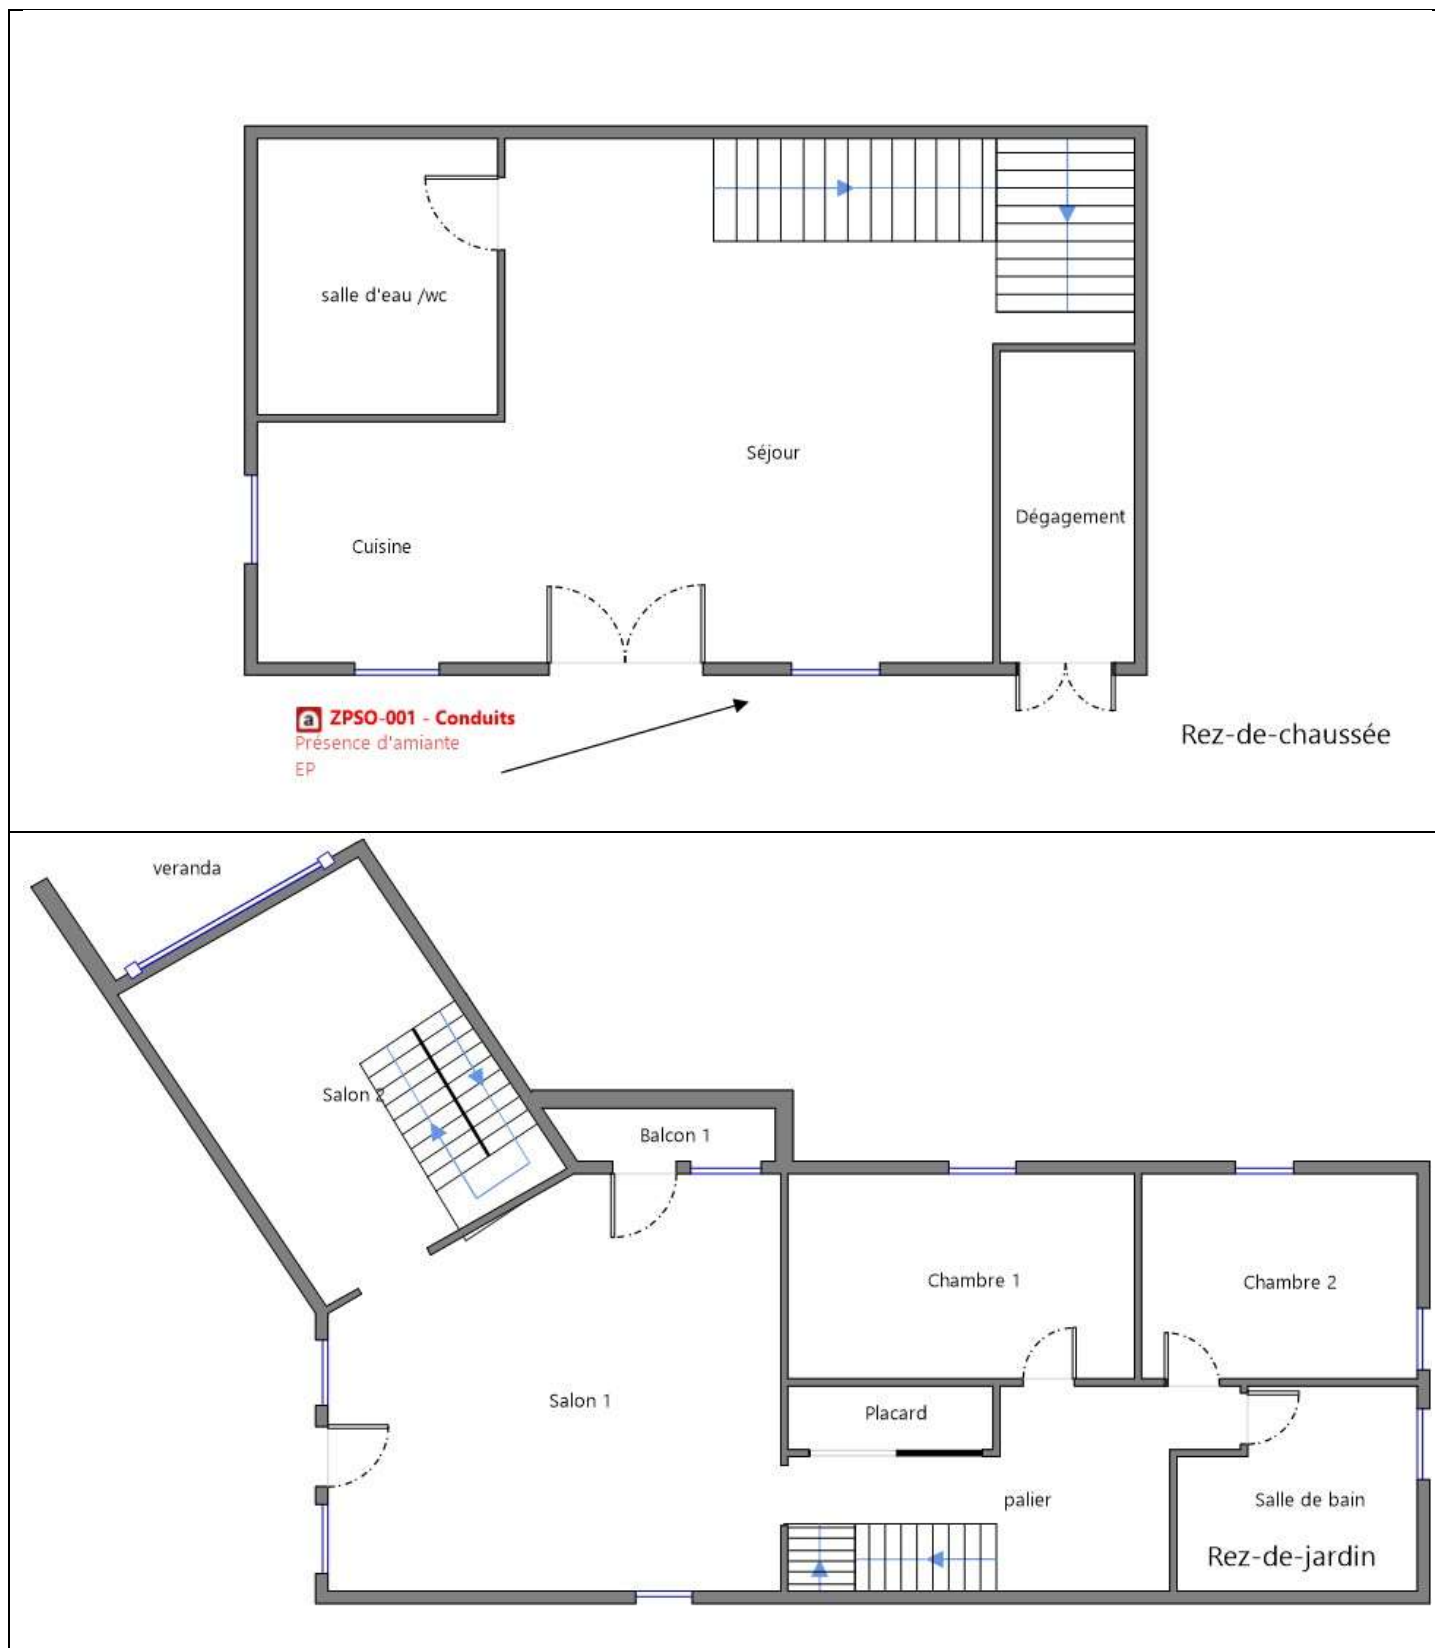 salle d'eau /wc
Séjour
Dégagement
Cuisine
a ZPSO-001 - Conduits
Présence d'amiante
EP
Rez-de-chaussée
veranda
Salon 2
Balcon 1
Chambre 1
Chambre 2
Salon 1
Placard
palier
Salle de bain
Rez-de-jardin